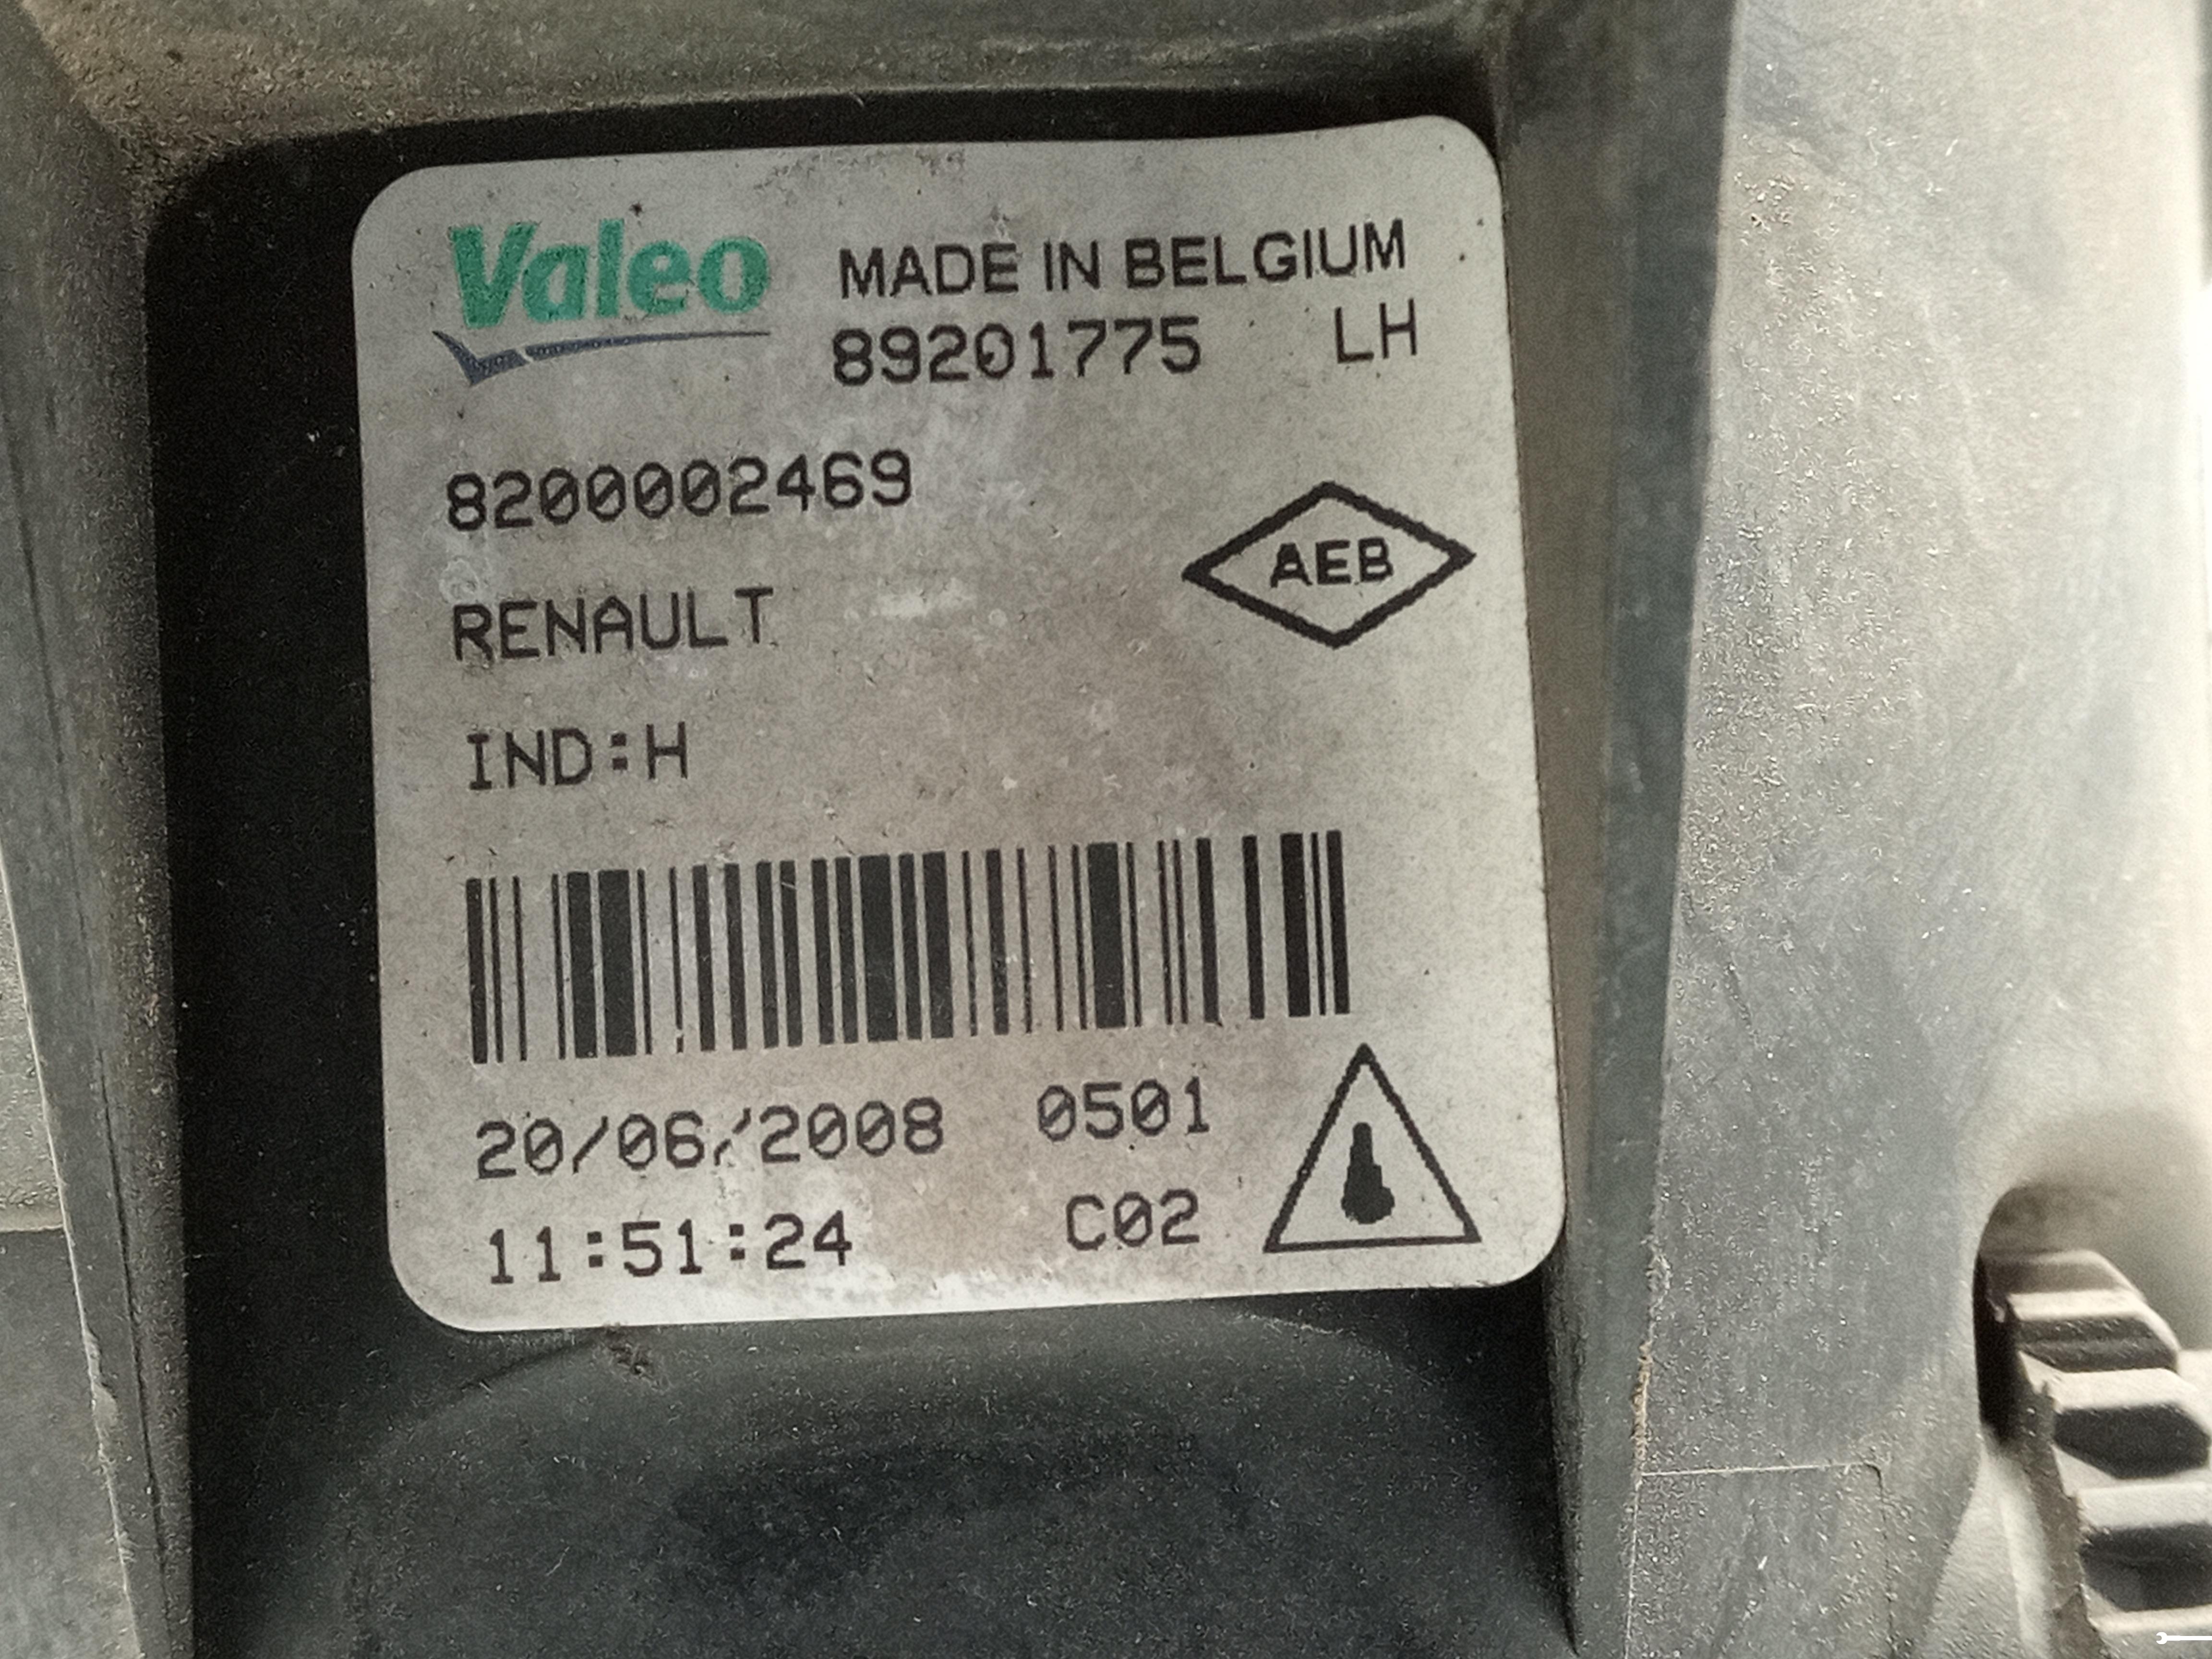 Valeo MADE IN BELGIUM
89201775 LH
8200002469
AEB
RENAULT
IND:H
20/06/2008 0501
11:51:24 C02